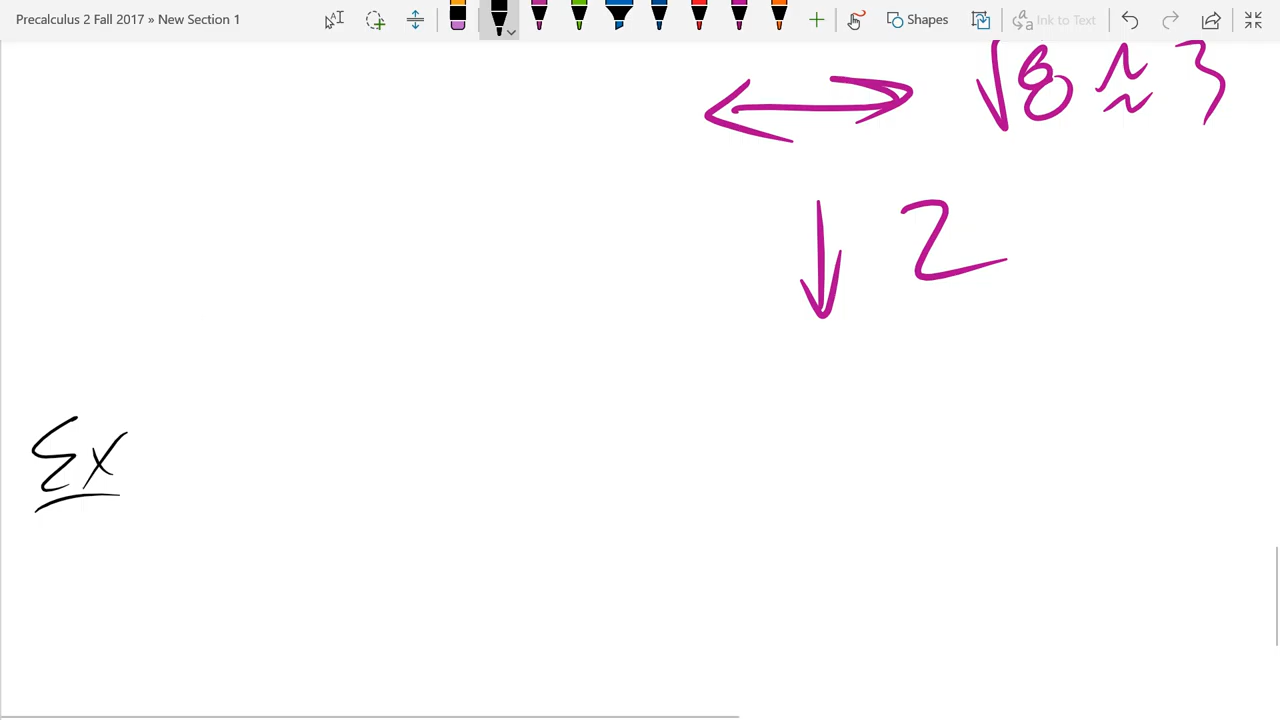 Precalculus 2 Fall 2017 » New Section 1
Shapes
Ink to Text
↔ √8 ≈ 3
↓ 2
Ex